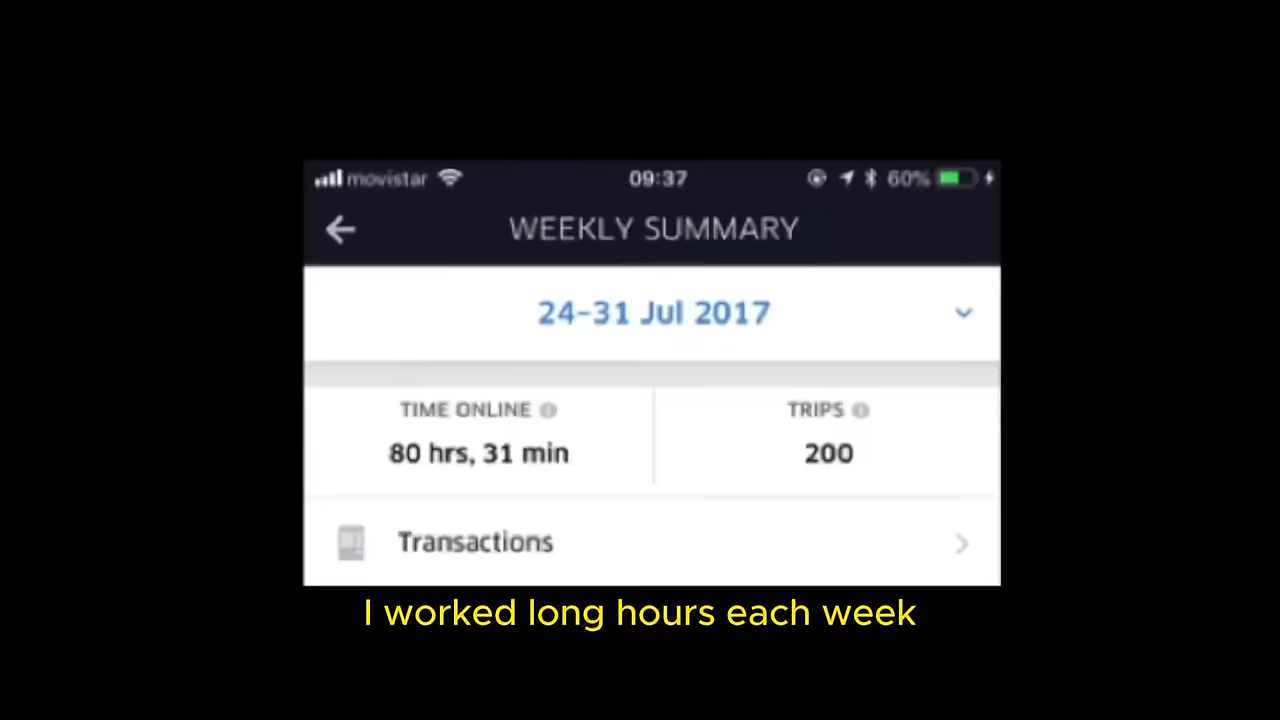 movistar 09:37 60%
WEEKLY SUMMARY
24-31 Jul 2017
TIME ONLINE TRIPS
80 hrs, 31 min 200
Transactions
I worked long hours each week